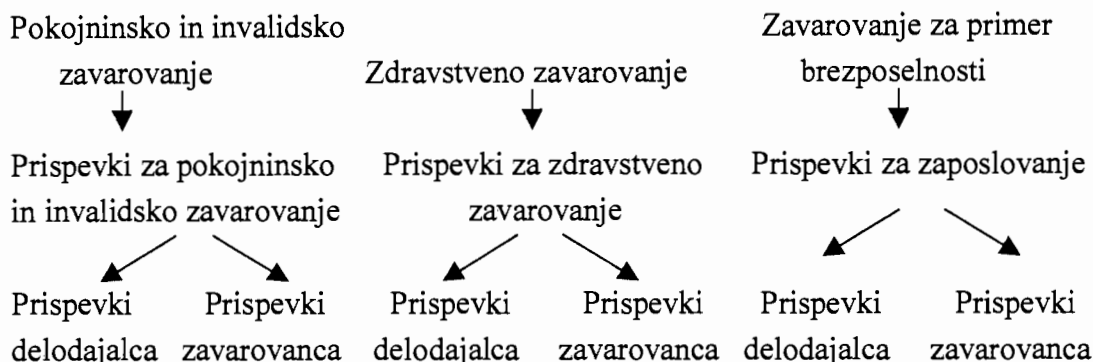 Pokojninsko in invalidsko
zavarovanje
Zdravstveno zavarovanje
Zavarovanje za primer
brezposelnosti
Prispevki za pokojninsko
in invalidsko zavarovanje
Prispevki za zdravstveno
zavarovanje
Prispevki za zaposlovanje
Prispevki
delodajalca
Prispevki
zavarovanca
Prispevki
delodajalca
Prispevki
zavarovanca
Prispevki
delodajalca
Prispevki
zavarovanca